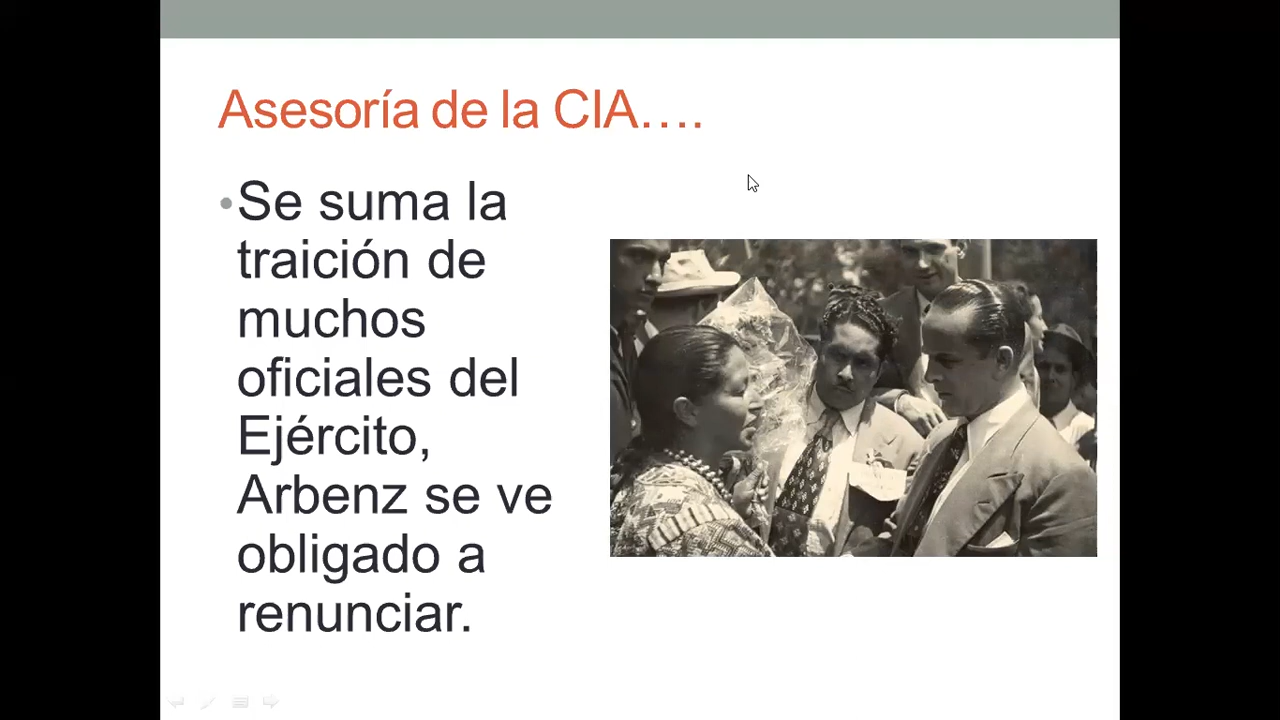 Asesoría de la CIA….
•Se suma la
traición de
muchos
oficiales del
Ejército,
Arbenz se ve
obligado a
renunciar.